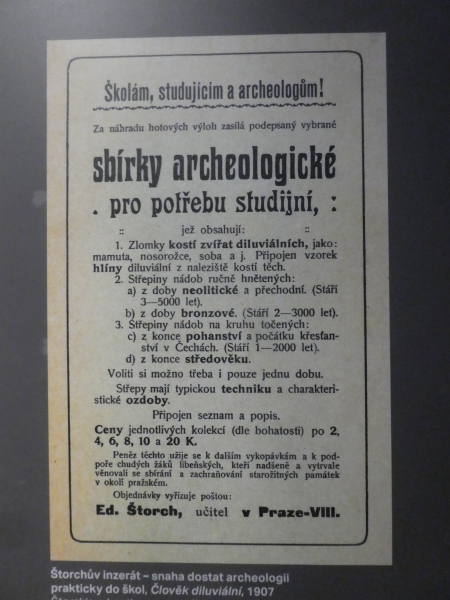 Školám, studujícím a archeologům!
Za náhradu hotových výloh zasílá podepsaný vybrané
sbírky archeologické
. pro potřebu studijní, :
:: jež obsahují: ::
1. Zlomky kostí zvířat diluviálních, jako:
mamuta, nosorožce, soba a j. Připojen vzorek
hlíny diluviální z naleziště kostí těch.
2. Střepiny nádob ručně hnětených:
a) z doby neolitické a přechodní. (Stáří
3—5000 let).
b) z doby bronzové. (Stáří 2—3000 let).
3. Střepiny nádob na kruhu točených:
c) z konce pohanství a počátku křesťan-
ství v Čechách. (Stáří 1—2000 let).
d) z konce středověku.
Voliti si možno třeba i pouze jednu dobu.
Střepy mají typickou techniku a charakteri-
stické ozdoby.
Připojen seznam a popis.
Ceny jednotlivých kolekcí (dle bohatosti) po 2,
4, 6, 8, 10 a 20 K.
Peněz těchto užije se k dalším vykopávkám a k pod-
poře chudých žáků libeňských, kteří nadšeně a vytrvale
věnovali se sbírání a zachraňování starožitných památek
v okolí pražském.
Objednávky vyřizuje poštou:
Ed. Štorch, učitel v Praze-VIII.
Štorchův inzerát – snaha dostat archeologii
prakticky do škol, Člověk diluviální, 1907